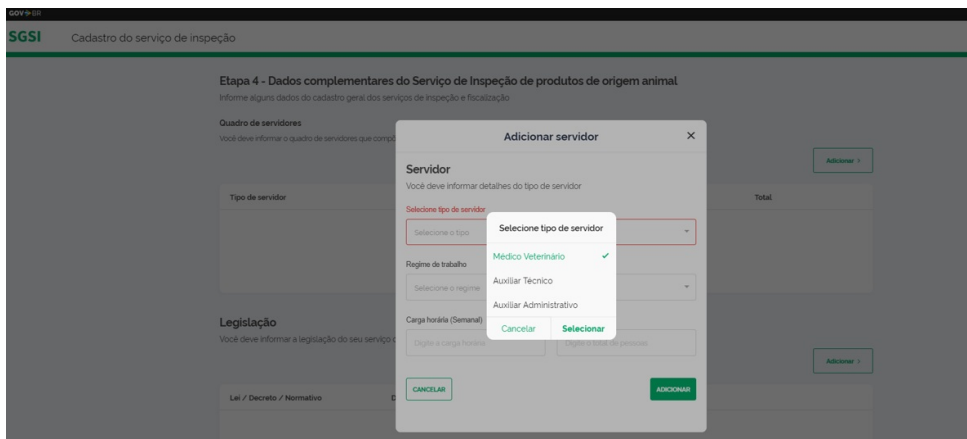 GOV BR
SGSI Cadastro do serviço de inspeção
Etapa 4 - Dados complementares do Serviço de Inspeção de produtos de origem animal
Informe alguns dados do cadastro geral dos serviços de inspeção e fiscalização
Quadro de servidores
Você deve informar o quadro de servidores que comp
Adicionar
Tipo de servidor
Total
Adicionar servidor
Servidor
Você deve informar detalhes do tipo de servidor
Selecione tipo de servidor
Selecione o tipo
Regime de trabalho
Selecione o regime
Carga horária (Semanal)
Digite a carga horária
Digite o total de pessoas
CANCELAR
ADICIONAR
Selecione tipo de servidor
Médico Veterinário
Auxiliar Técnico
Auxiliar Administrativo
Cancelar Selecionar
Legislação
Você deve informar a legislação do seu serviço
Adicionar
Lei / Decreto / Normativo